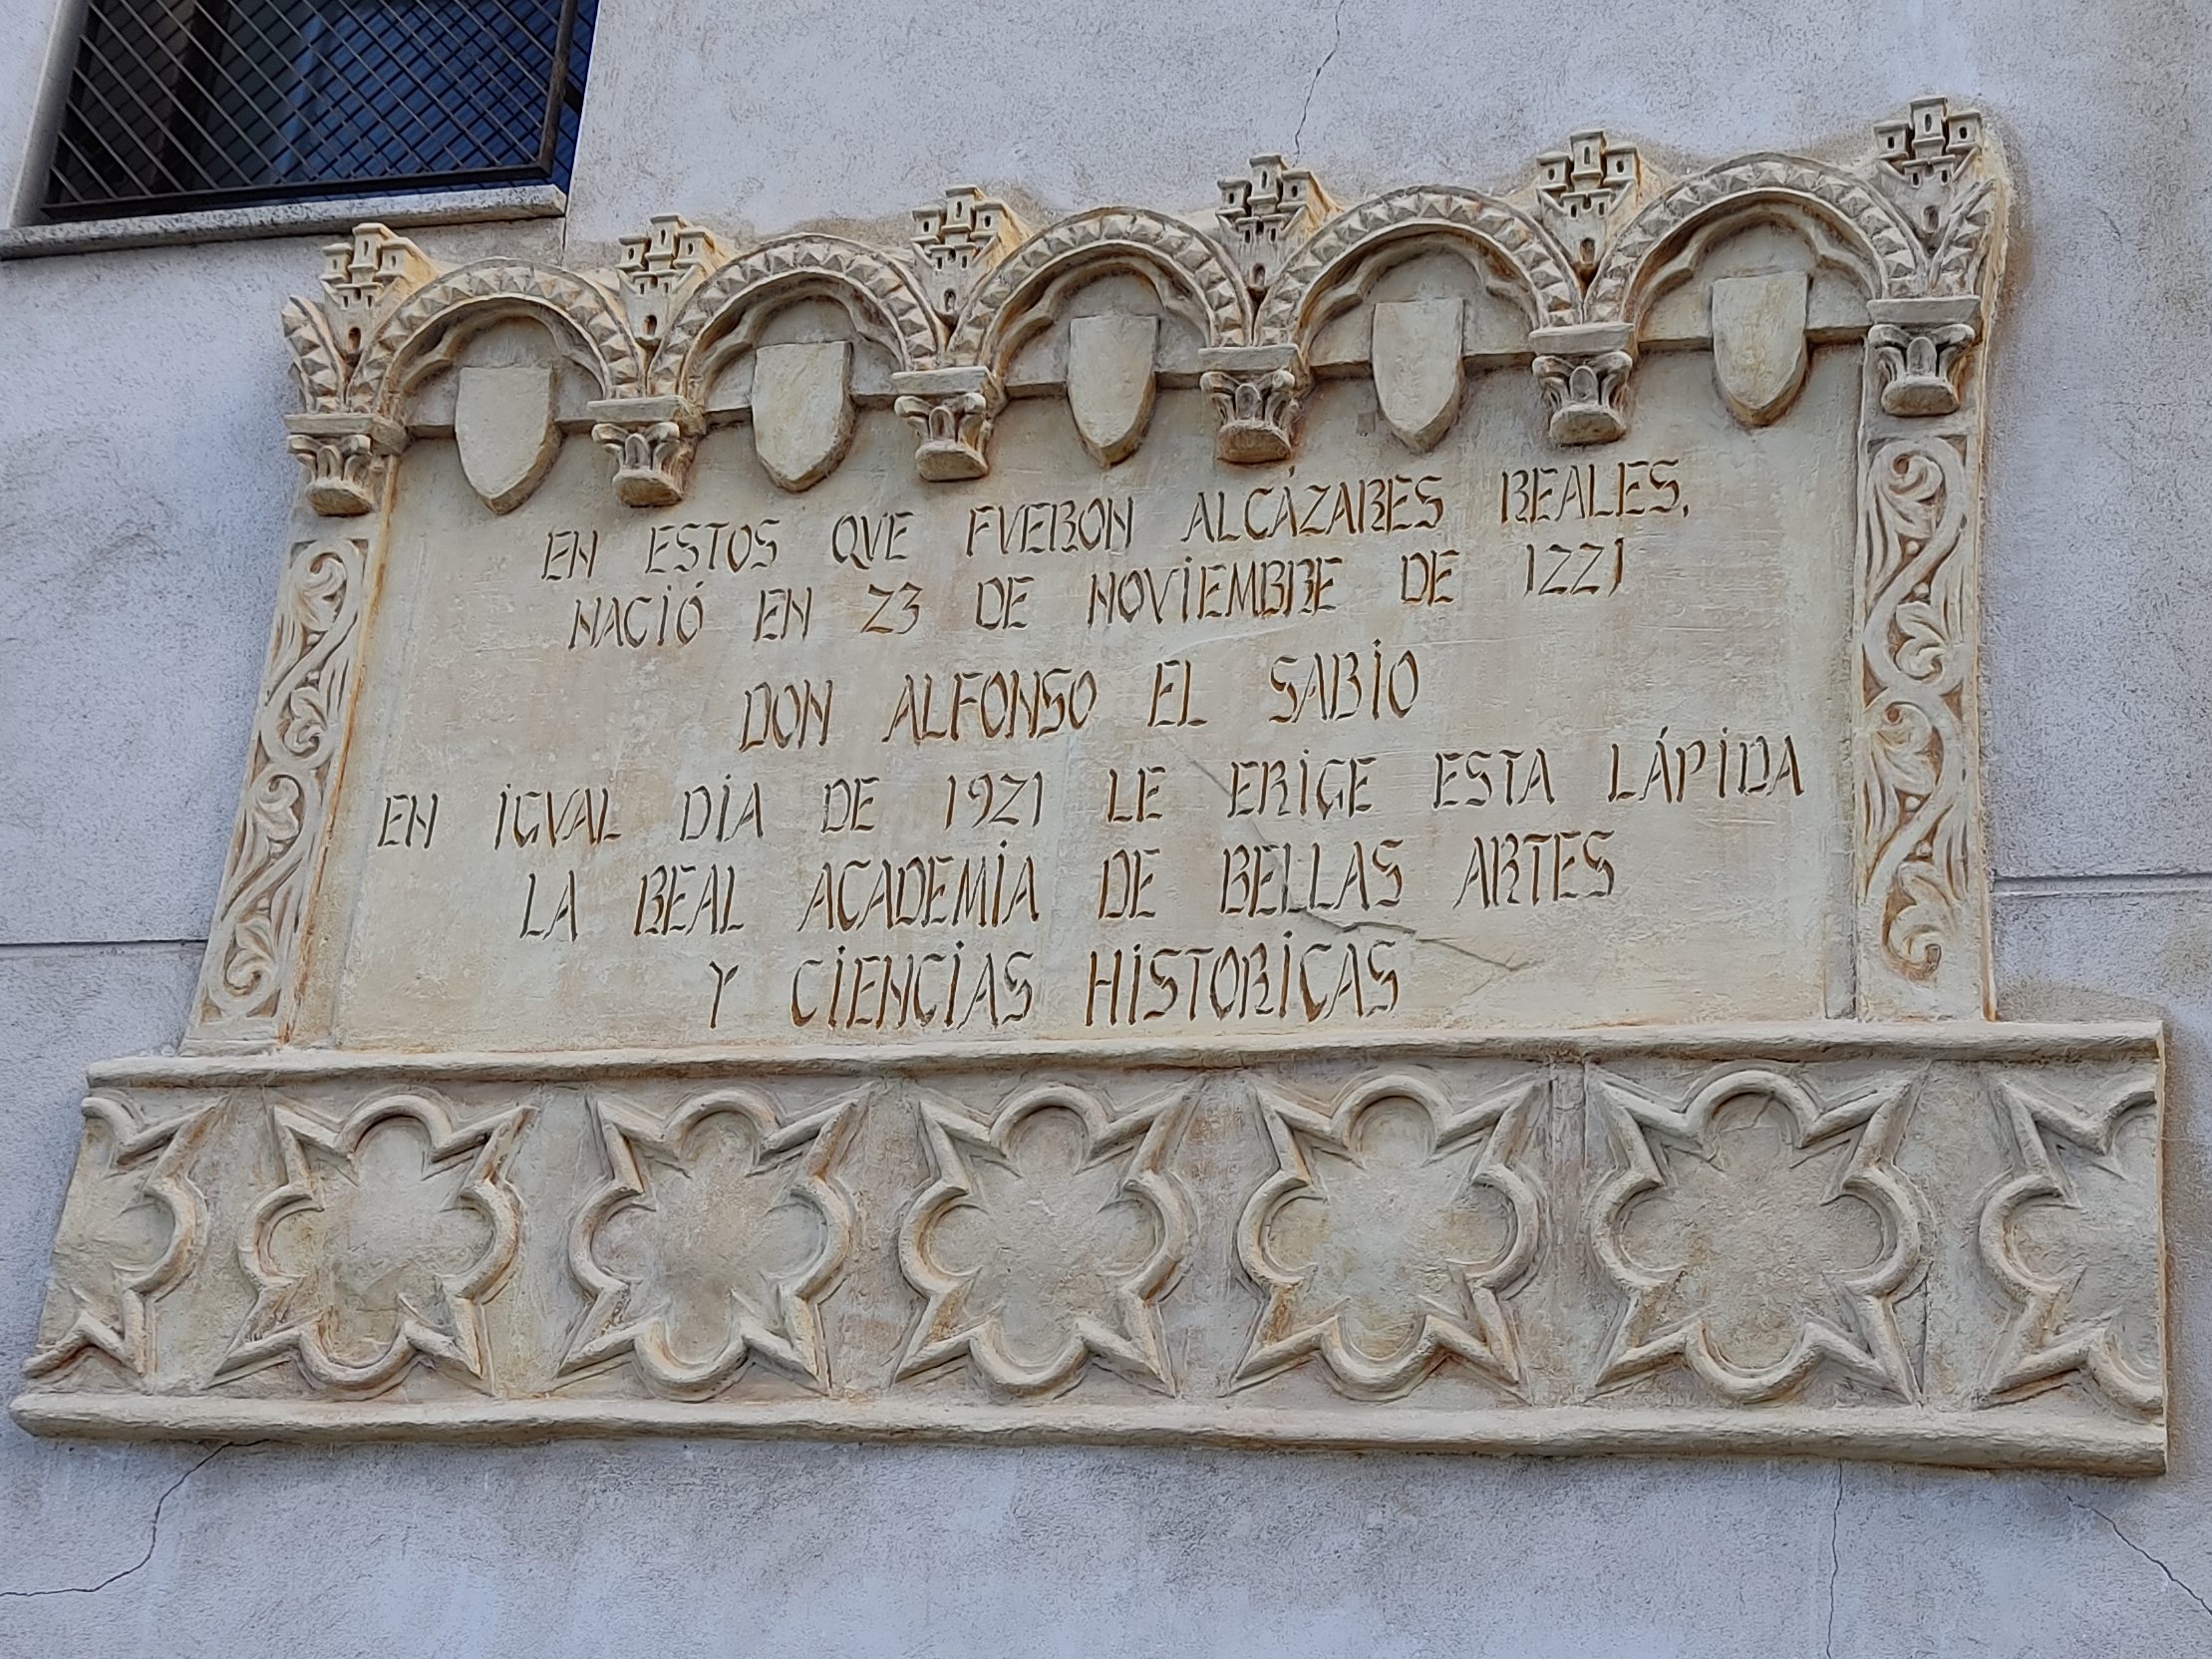 EN ESTOS QVE FVERON ALCÁZARES REALES,
NACIÓ EN 23 DE NOVIEMBRE DE 1221
DON ALFONSO EL SABIO
EN IGVAL DIA DE 1921 LE ERIGE ESTA LÁPIDA
LA REAL ACADEMIA DE BELLAS ARTES
Y CIENCIAS HISTORICAS